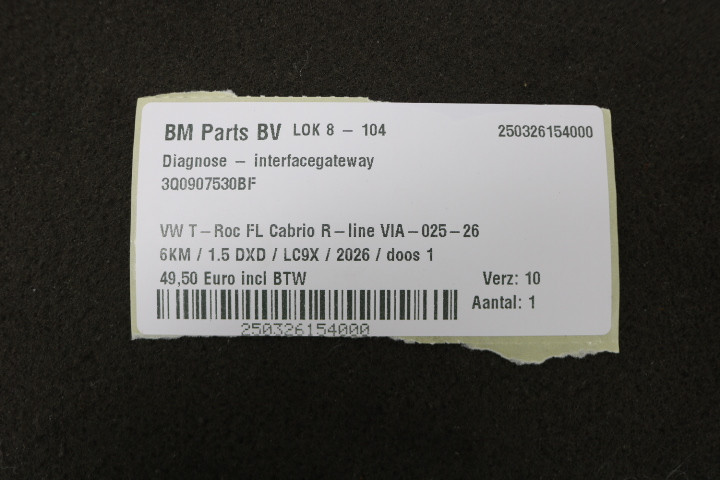 BM Parts BV LOK 8 – 104 250326154000
Diagnose – interfacegateway
3Q0907530BF
VW T–Roc FL Cabrio R–line VIA–025–26
6KM / 1.5 DXD / LC9X / 2026 / doos 1
49,50 Euro incl BTW Verz: 10
Aantal: 1
250326154000